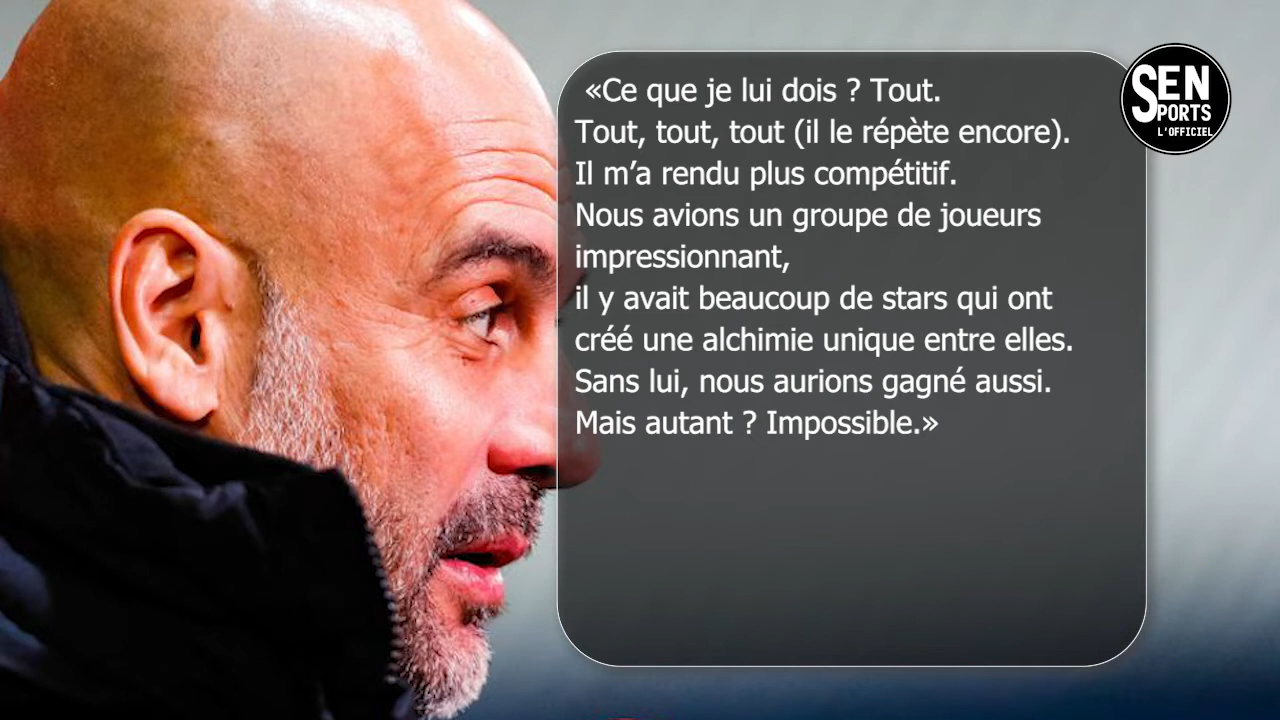 «Ce que je lui dois ? Tout.
Tout, tout, tout (il le répète encore).
Il m’a rendu plus compétitif.
Nous avions un groupe de joueurs
impressionnant,
il y avait beaucoup de stars qui ont
créé une alchimie unique entre elles.
Sans lui, nous aurions gagné aussi.
Mais autant ? Impossible.»
SEN
SPORTS
L'OFFICIEL